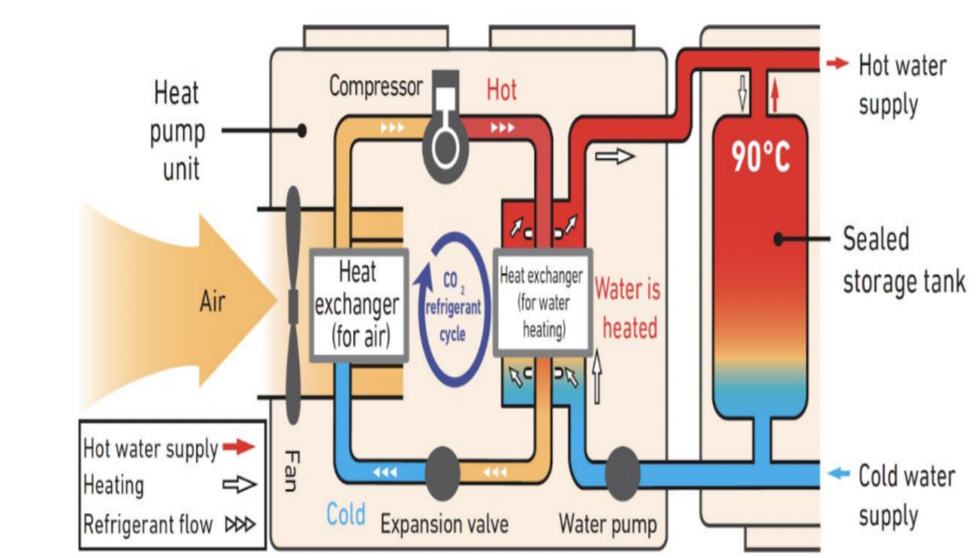 Heat
pump
unit
Compressor
Hot
Hot water
supply
90°C
Sealed
storage tank
Air
Heat
exchanger
(for air)
CO2
refrigerant
cycle
Heat exchanger
(for water
heating)
Water is
heated
Hot water supply
Heating
Refrigerant flow
Fan
Cold
Expansion valve
Water pump
Cold water
supply